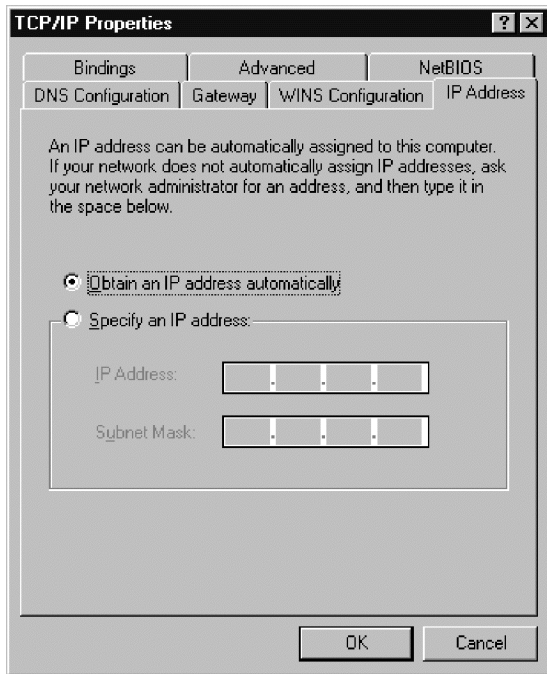 TCP/IP Properties
? X
Bindings Advanced NetBIOS
DNS Configuration Gateway WINS Configuration IP Address
An IP address can be automatically assigned to this computer.
If your network does not automatically assign IP addresses, ask
your network administrator for an address, and then type it in
the space below.
Obtain an IP address automatically
Specify an IP address:
IP Address: . . .
Subnet Mask: . . .
OK Cancel